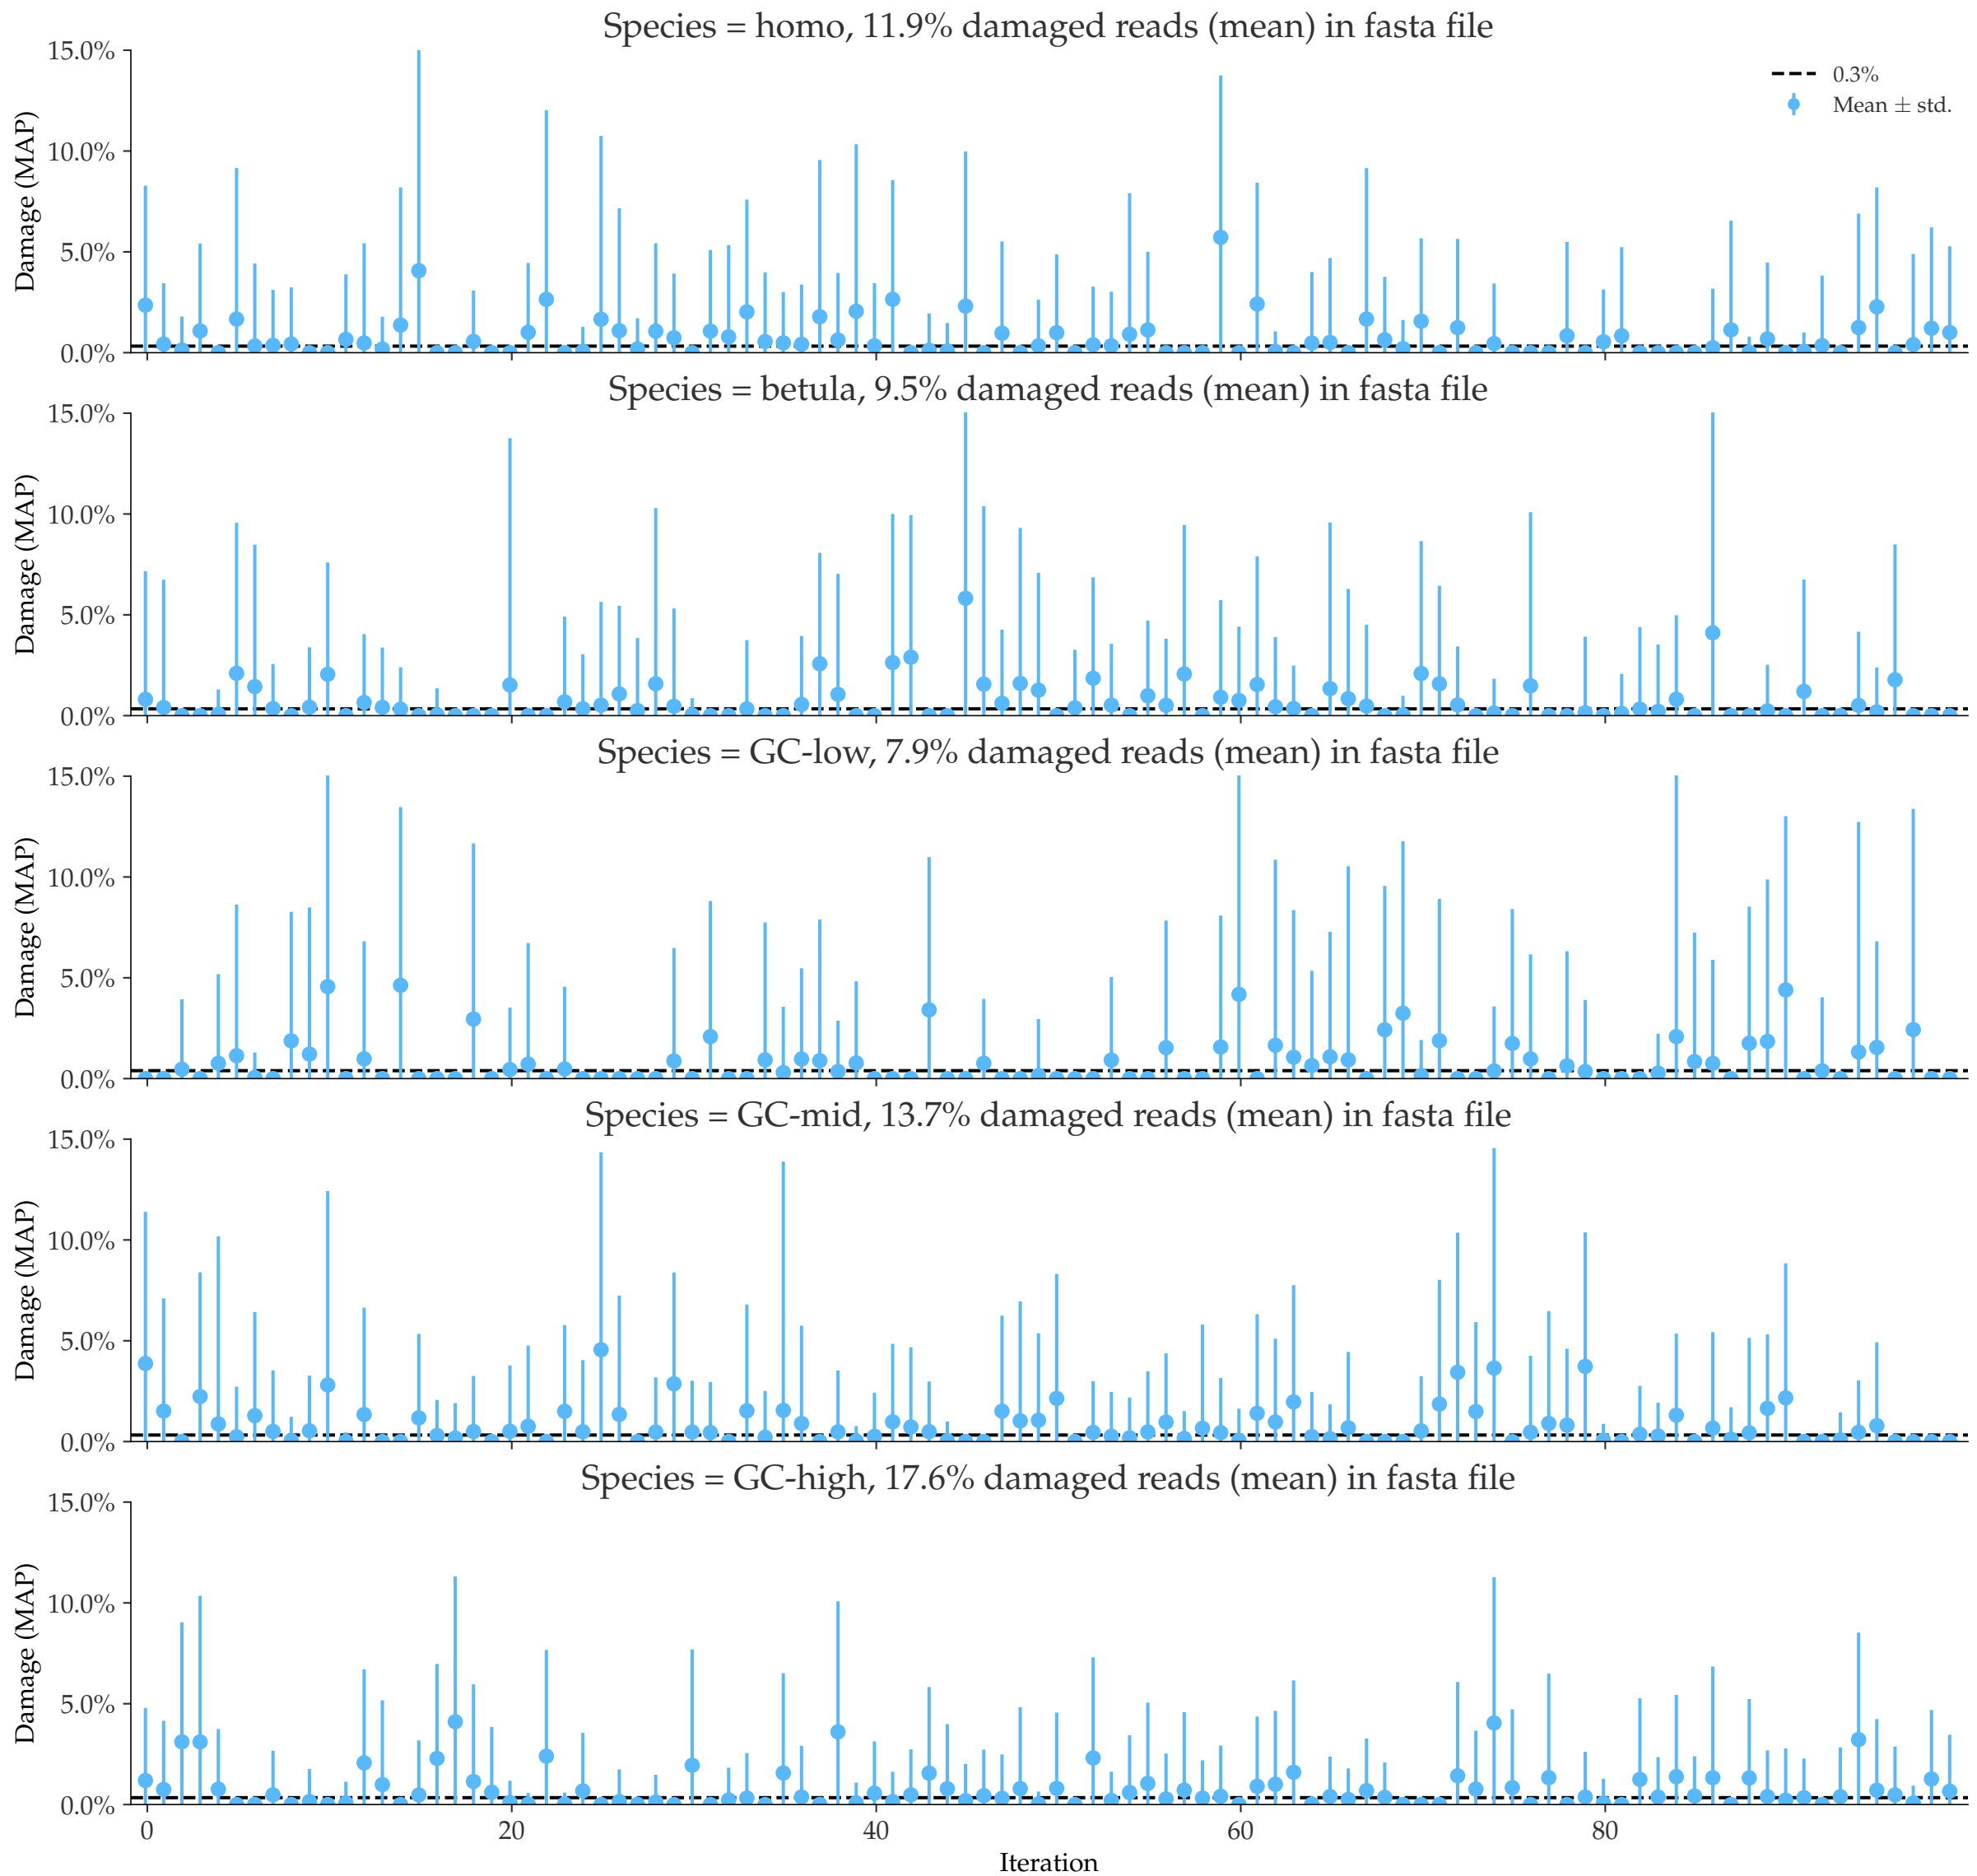 Species = homo, 11.9% damaged reads (mean) in fasta file
15.0%
10.0%
5.0%
0.0%
Damage (MAP)
0.3%
Mean ± std.
Species = betula, 9.5% damaged reads (mean) in fasta file
15.0%
10.0%
5.0%
0.0%
Damage (MAP)
Species = GC-low, 7.9% damaged reads (mean) in fasta file
15.0%
10.0%
5.0%
0.0%
Damage (MAP)
Species = GC-mid, 13.7% damaged reads (mean) in fasta file
15.0%
10.0%
5.0%
0.0%
Damage (MAP)
Species = GC-high, 17.6% damaged reads (mean) in fasta file
15.0%
10.0%
5.0%
0.0%
Damage (MAP)
0 20 40 60 80
Iteration